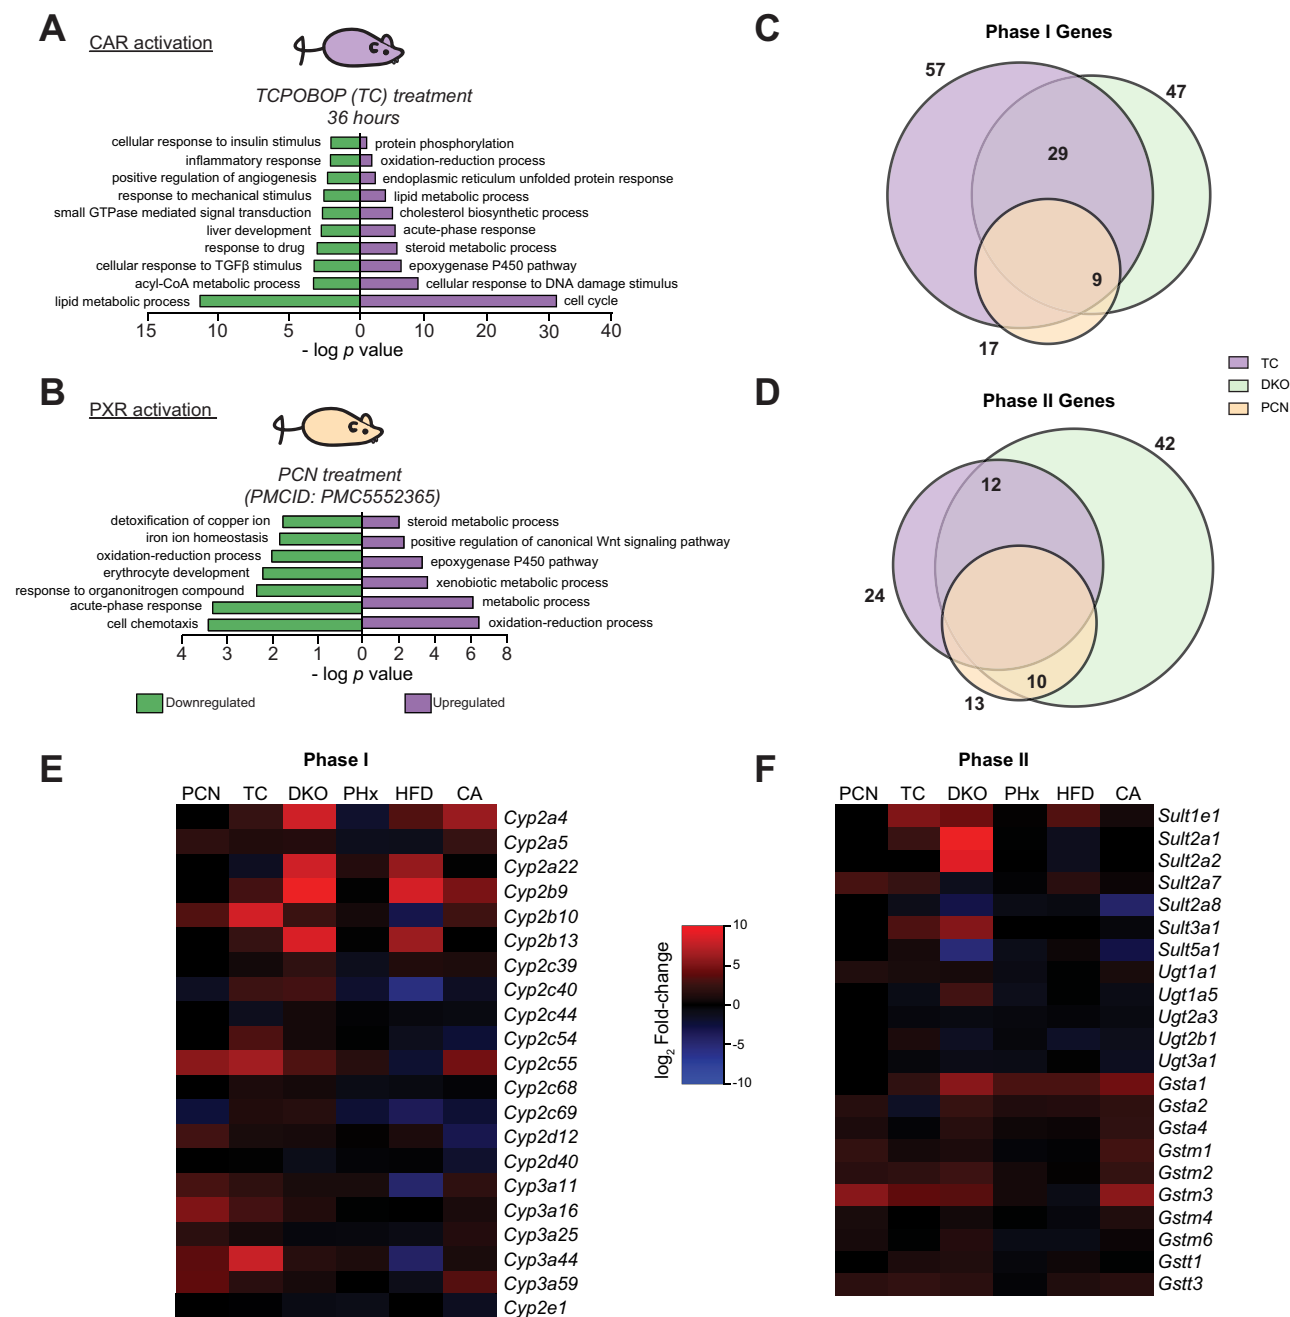 A
CAR activation
TCPOBOP (TC) treatment
36 hours
cellular response to insulin stimulus
protein phosphorylation
inflammatory response
oxidation-reduction process
positive regulation of angiogenesis
endoplasmic reticulum unfolded protein response
response to mechanical stimulus
lipid metabolic process
small GTPase mediated signal transduction
cholesterol biosynthetic process
liver development
acute-phase response
response to drug
steroid metabolic process
cellular response to TGFβ stimulus
epoxygenase P450 pathway
acyl-CoA metabolic process
cellular response to DNA damage stimulus
lipid metabolic process
cell cycle
15 10 5 0 10 20 30 40
- log p value
B
PXR activation
PCN treatment
(PMCID: PMC5552365)
detoxification of copper ion
steroid metabolic process
iron ion homeostasis
positive regulation of canonical Wnt signaling pathway
oxidation-reduction process
epoxygenase P450 pathway
erythrocyte development
xenobiotic metabolic process
response to organonitrogen compound
metabolic process
acute-phase response
cell chemotaxis
oxidation-reduction process
4 3 2 1 0 2 4 6 8
- log p value
Downregulated
Upregulated
C
Phase I Genes
57
47
29
9
17
TC
DKO
PCN
D
Phase II Genes
42
12
24
10
13
E
Phase I
PCN TC DKO PHx HFD CA
Cyp2a4
Cyp2a5
Cyp2a22
Cyp2b9
Cyp2b10
Cyp2b13
Cyp2c39
Cyp2c40
Cyp2c44
Cyp2c54
Cyp2c55
Cyp2c68
Cyp2c69
Cyp2d12
Cyp2d40
Cyp3a11
Cyp3a16
Cyp3a25
Cyp3a44
Cyp3a59
Cyp2e1
log2 Fold-change
10
5
0
-5
-10
F
Phase II
PCN TC DKO PHx HFD CA
Sult1e1
Sult2a1
Sult2a2
Sult2a7
Sult2a8
Sult3a1
Sult5a1
Ugt1a1
Ugt1a5
Ugt2a3
Ugt2b1
Ugt3a1
Gsta1
Gsta2
Gsta4
Gstm1
Gstm2
Gstm3
Gstm4
Gstm6
Gstt1
Gstt3